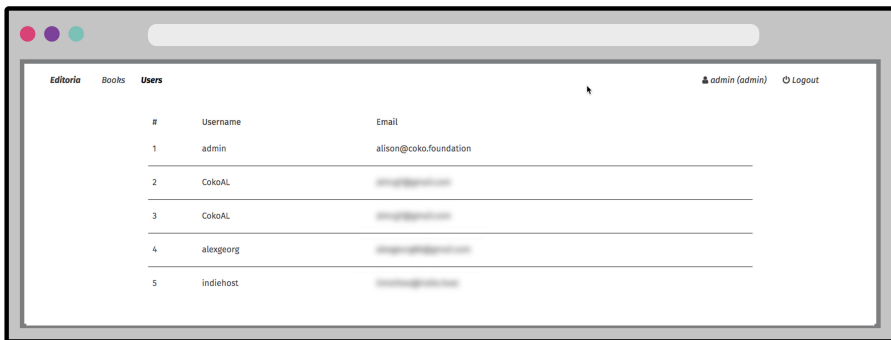 Editoria Books Users admin (admin) Logout
# Username Email
1 admin alison@coko.foundation
2 CokoAL
3 CokoAL
4 alexgeorg
5 indiehost